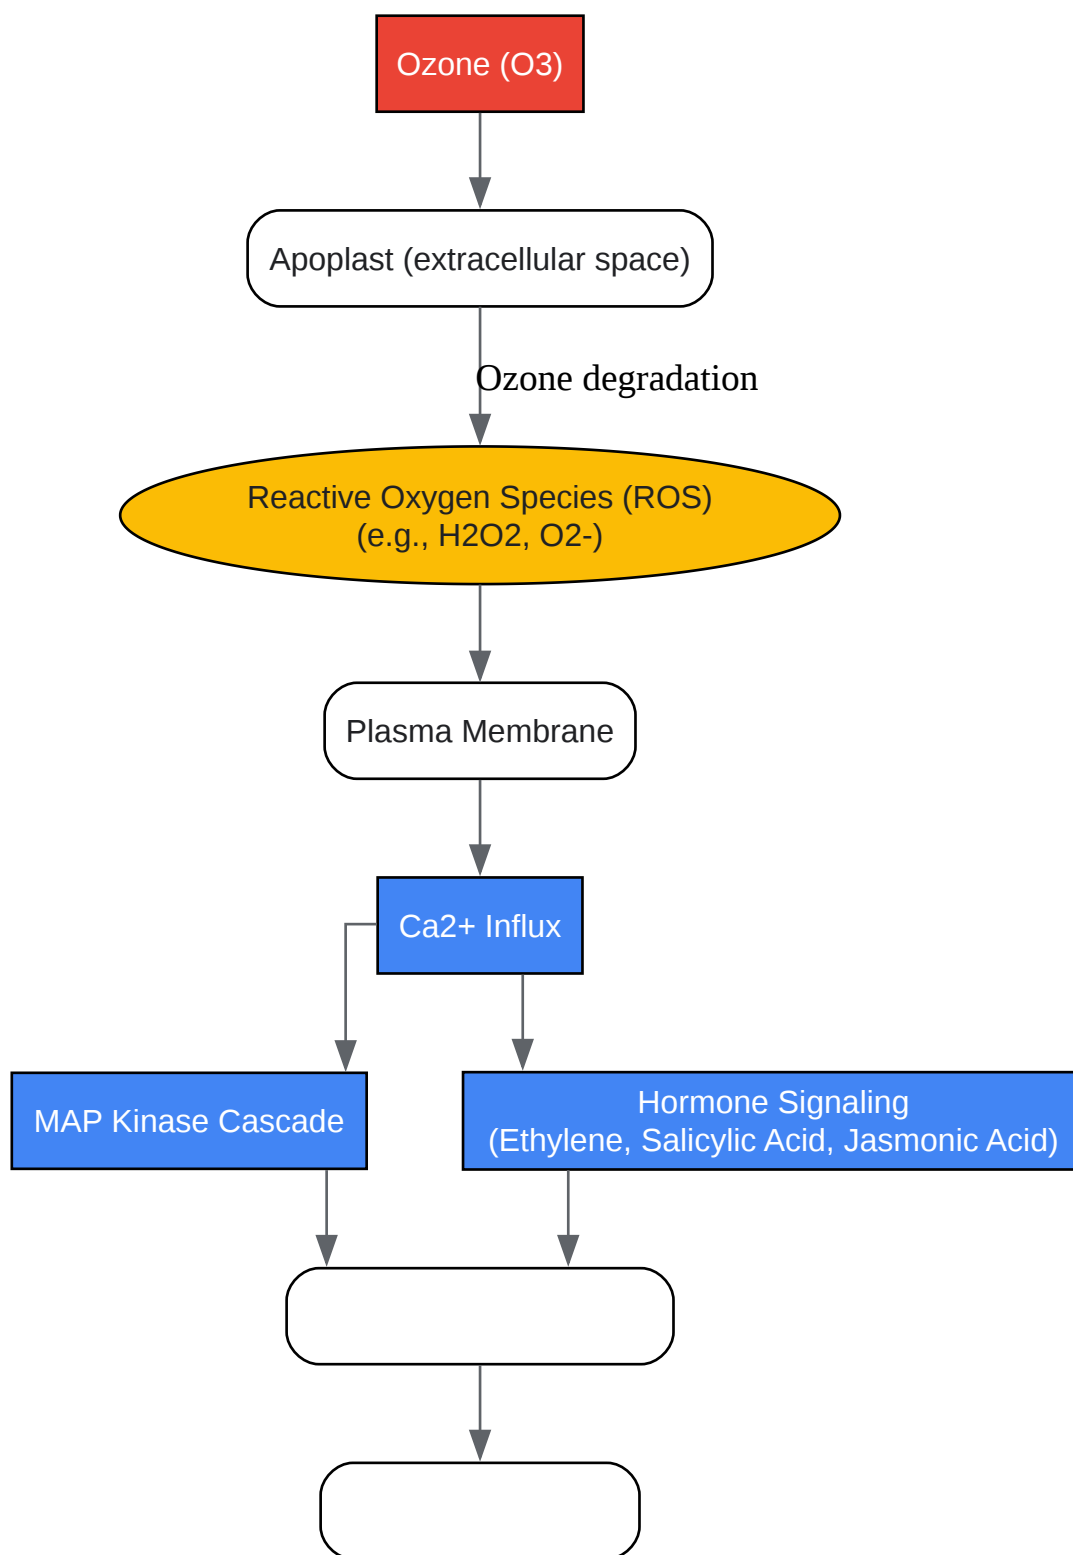 Ozone (O3)
Apoplast (extracellular space)
Ozone degradation
Reactive Oxygen Species (ROS)
(e.g., H2O2, O2-)
Plasma Membrane
Ca2+ Influx
MAP Kinase Cascade
Hormone Signaling
(Ethylene, Salicylic Acid, Jasmonic Acid)